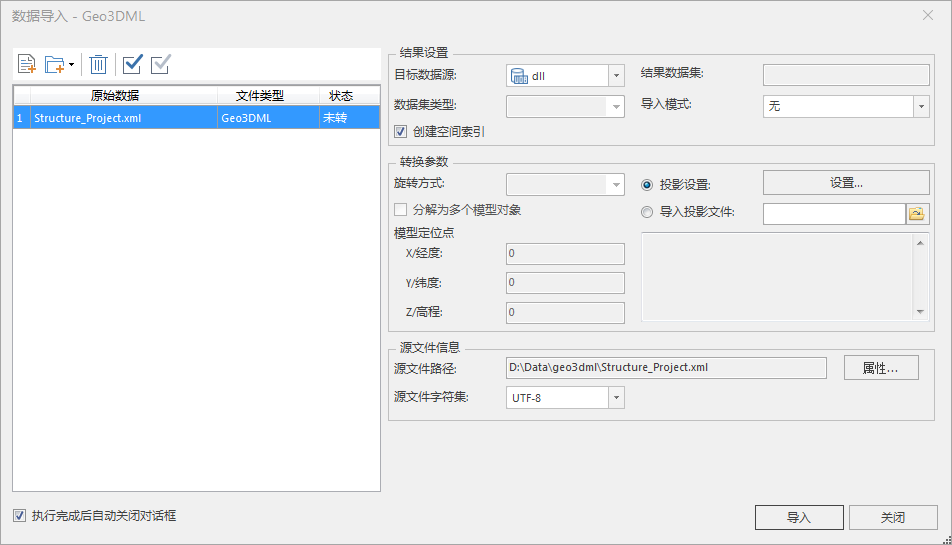 数据导入 - Geo3DML
原始数据 文件类型 状态
1 Structure_Project.xml Geo3DML 未转
结果设置
目标数据源: dll 结果数据集:
数据集类型: 导入模式: 无
创建空间索引
转换参数
旋转方式: 投影设置: 设置...
分解为多个模型对象 导入投影文件:
模型定位点
X/经度: 0
Y/纬度: 0
Z/高程: 0
源文件信息
源文件路径: D:\Data\geo3dml\Structure_Project.xml 属性...
源文件字符集: UTF-8
执行完成后自动关闭对话框 导入 关闭